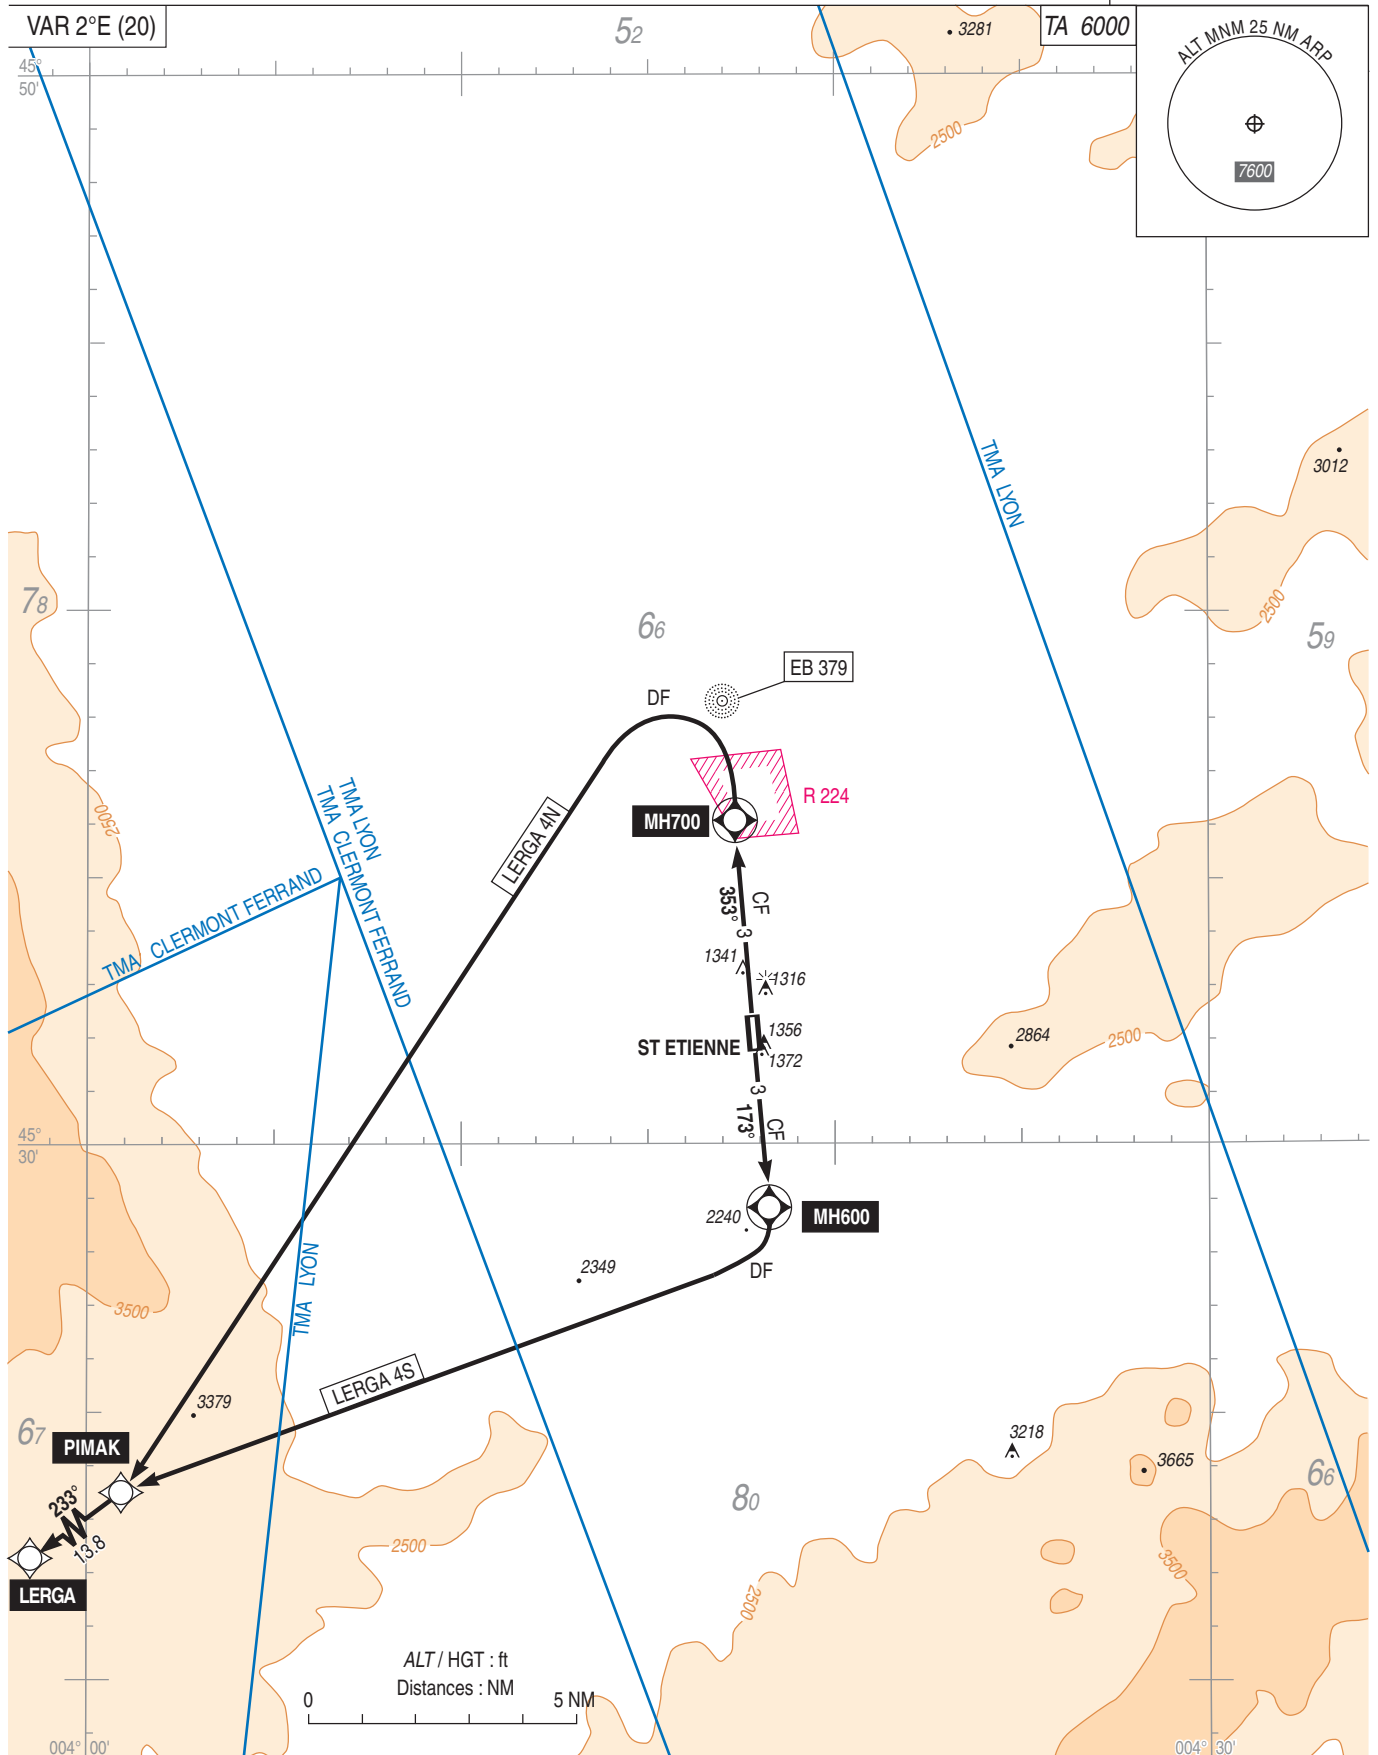 VAR 2°E (20)
52
3281
TA 6000
ALT MNM 25 NM ARP
7600
45°
50'
2500
TMA LYON
3012
2500
78
66
59
EB 379
DF
R 224
MH700
LERGA 4N
2500
TMA LYON
TMA CLERMONT FERRAND
TMA CLERMONT FERRAND
353°
CF
3
1341
1316
ST ETIENNE
1356
1372
2864
2500
3
173°
CF
45°
30'
2240
MH600
DF
2349
TMA LYON
3500
LERGA 4S
3379
67
PIMAK
233°
13.8
LERGA
3218
3665
66
80
2500
3500
2500
ALT / HGT : ft
Distances : NM
0
5 NM
004° 00'
004° 30'